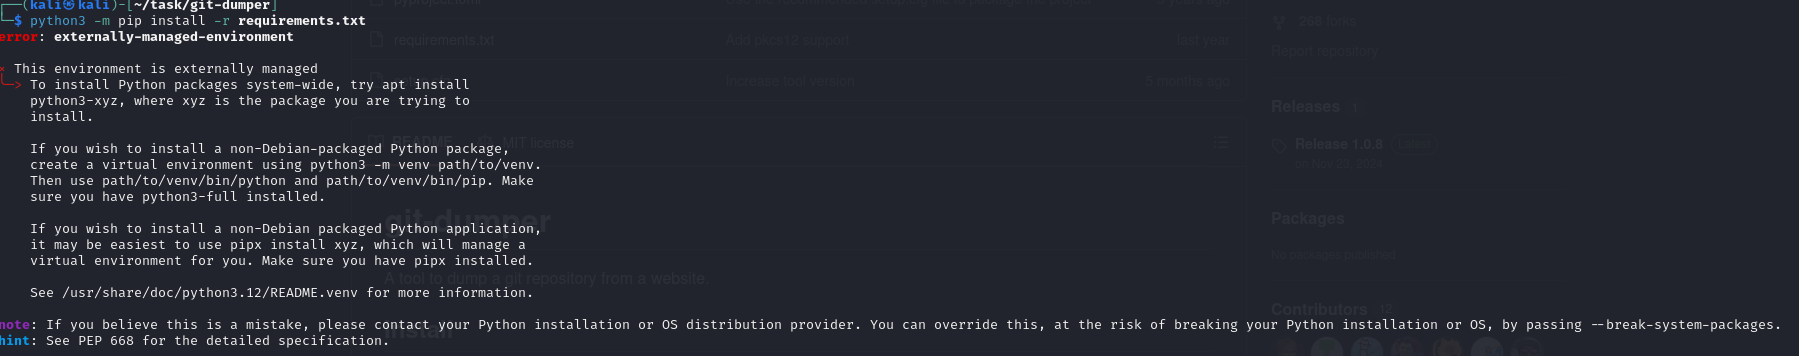 (kali㉿kali)-[~/task/git-dumper]
$ python3 -m pip install -r requirements.txt
error: externally-managed-environment
× This environment is externally managed
╰─> To install Python packages system-wide, try apt install
python3-xyz, where xyz is the package you are trying to
install.
If you wish to install a non-Debian-packaged Python package,
create a virtual environment using python3 -m venv path/to/venv.
Then use path/to/venv/bin/python and path/to/venv/bin/pip. Make
sure you have python3-full installed.
If you wish to install a non-Debian packaged Python application,
it may be easiest to use pipx install xyz, which will manage a
virtual environment for you. Make sure you have pipx installed.
See /usr/share/doc/python3.12/README.venv for more information.
note: If you believe this is a mistake, please contact your Python installation or OS distribution provider. You can override this, at the risk of breaking your Python installation or OS, by passing --break-system-packages.
hint: See PEP 668 for the detailed specification.
requirements.txt
last year
Increase tool version
5 months ago
README
MIT license
git-dumper
A tool to dump a git repository from a website.
Install
268 forks
Report repository
Releases 1
Release 1.0.8 Latest
on Nov 23, 2024
Packages
No packages published
Contributors 12